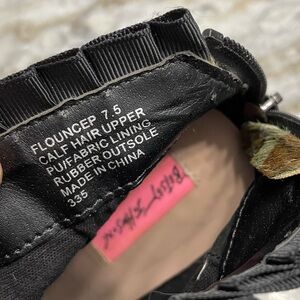 FLOUNCEP 7.5
CALF HAIR UPPER
PU/FABRIC LINING
RUBBER OUTSOLE
MADE IN CHINA
335
Betsey
Johnson